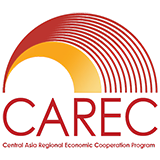 CAREC
Central Asia Regional Economic Cooperation Program